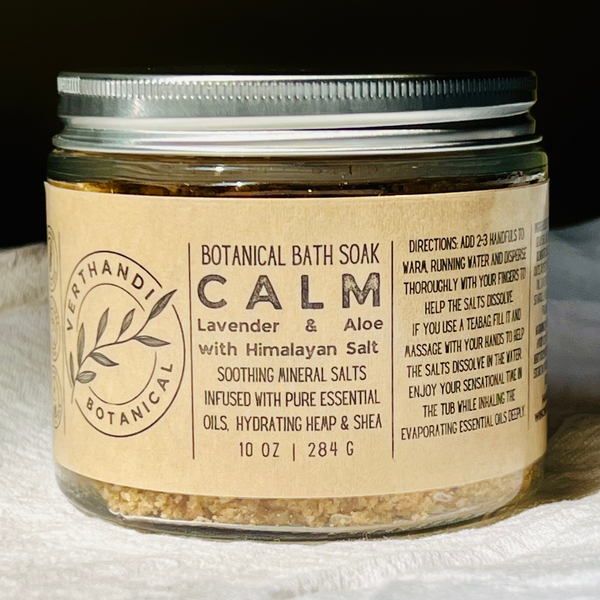 VERTHANDI
BOTANICAL
BOTANICAL BATH SOAK
CALM
Lavender & Aloe
with Himalayan Salt
SOOTHING MINERAL SALTS
INFUSED WITH PURE ESSENTIAL
OILS, HYDRATING HEMP & SHEA
10 OZ | 284 G
DIRECTIONS: ADD 2-3 HANDFULS TO
WARM, RUNNING WATER AND DISPERSE
THOROUGHLY WITH YOUR FINGERS TO
HELP THE SALTS DISSOLVE.
IF YOU USE A TEABAG, FILL IT AND
MASSAGE WITH YOUR HANDS TO HELP
THE SALTS DISSOLVE IN THE WATER
ENJOY YOUR SENSATIONAL TIME IN
THE TUB WHILE INHALING THE
EVAPORATING ESSENTIAL OILS DEEPLY